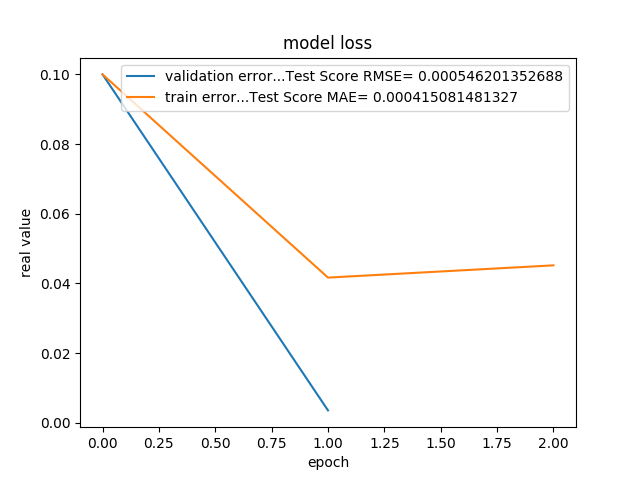 model loss
validation error...Test Score RMSE= 0.000546201352688
train error...Test Score MAE= 0.000415081481327
0.10
0.08
0.06
0.04
0.02
0.00
real value
0.00 0.25 0.50 0.75 1.00 1.25 1.50 1.75 2.00
epoch